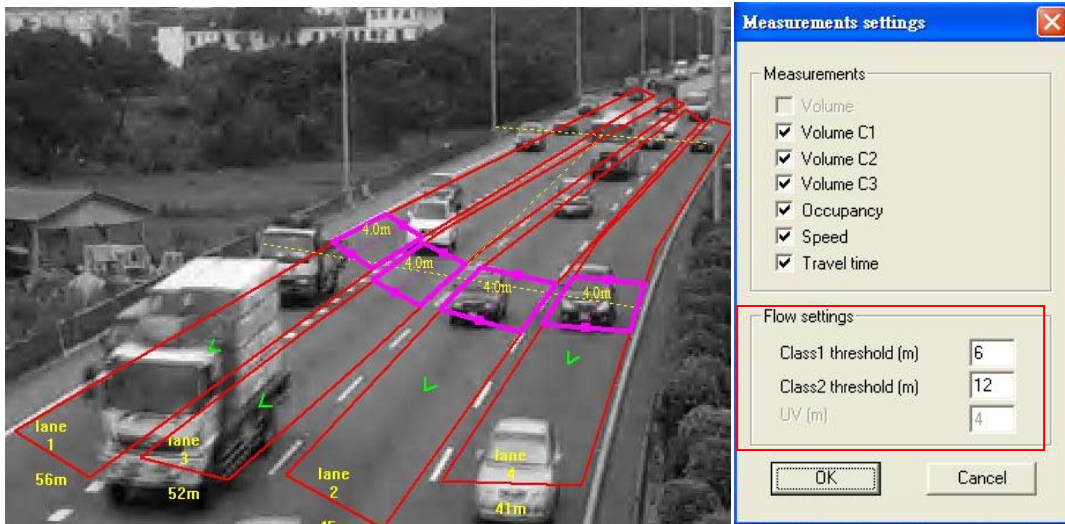 4.0m
4.0m
4.0m
4.0m
lane
1
lane
3
lane
2
lane
4
56m
52m
41m
Measurements settings
Measurements
Volume
Volume C1
Volume C2
Volume C3
Occupancy
Speed
Travel time
Flow settings
Class1 threshold (m) 6
Class2 threshold (m) 12
UV (m) 4
OK Cancel